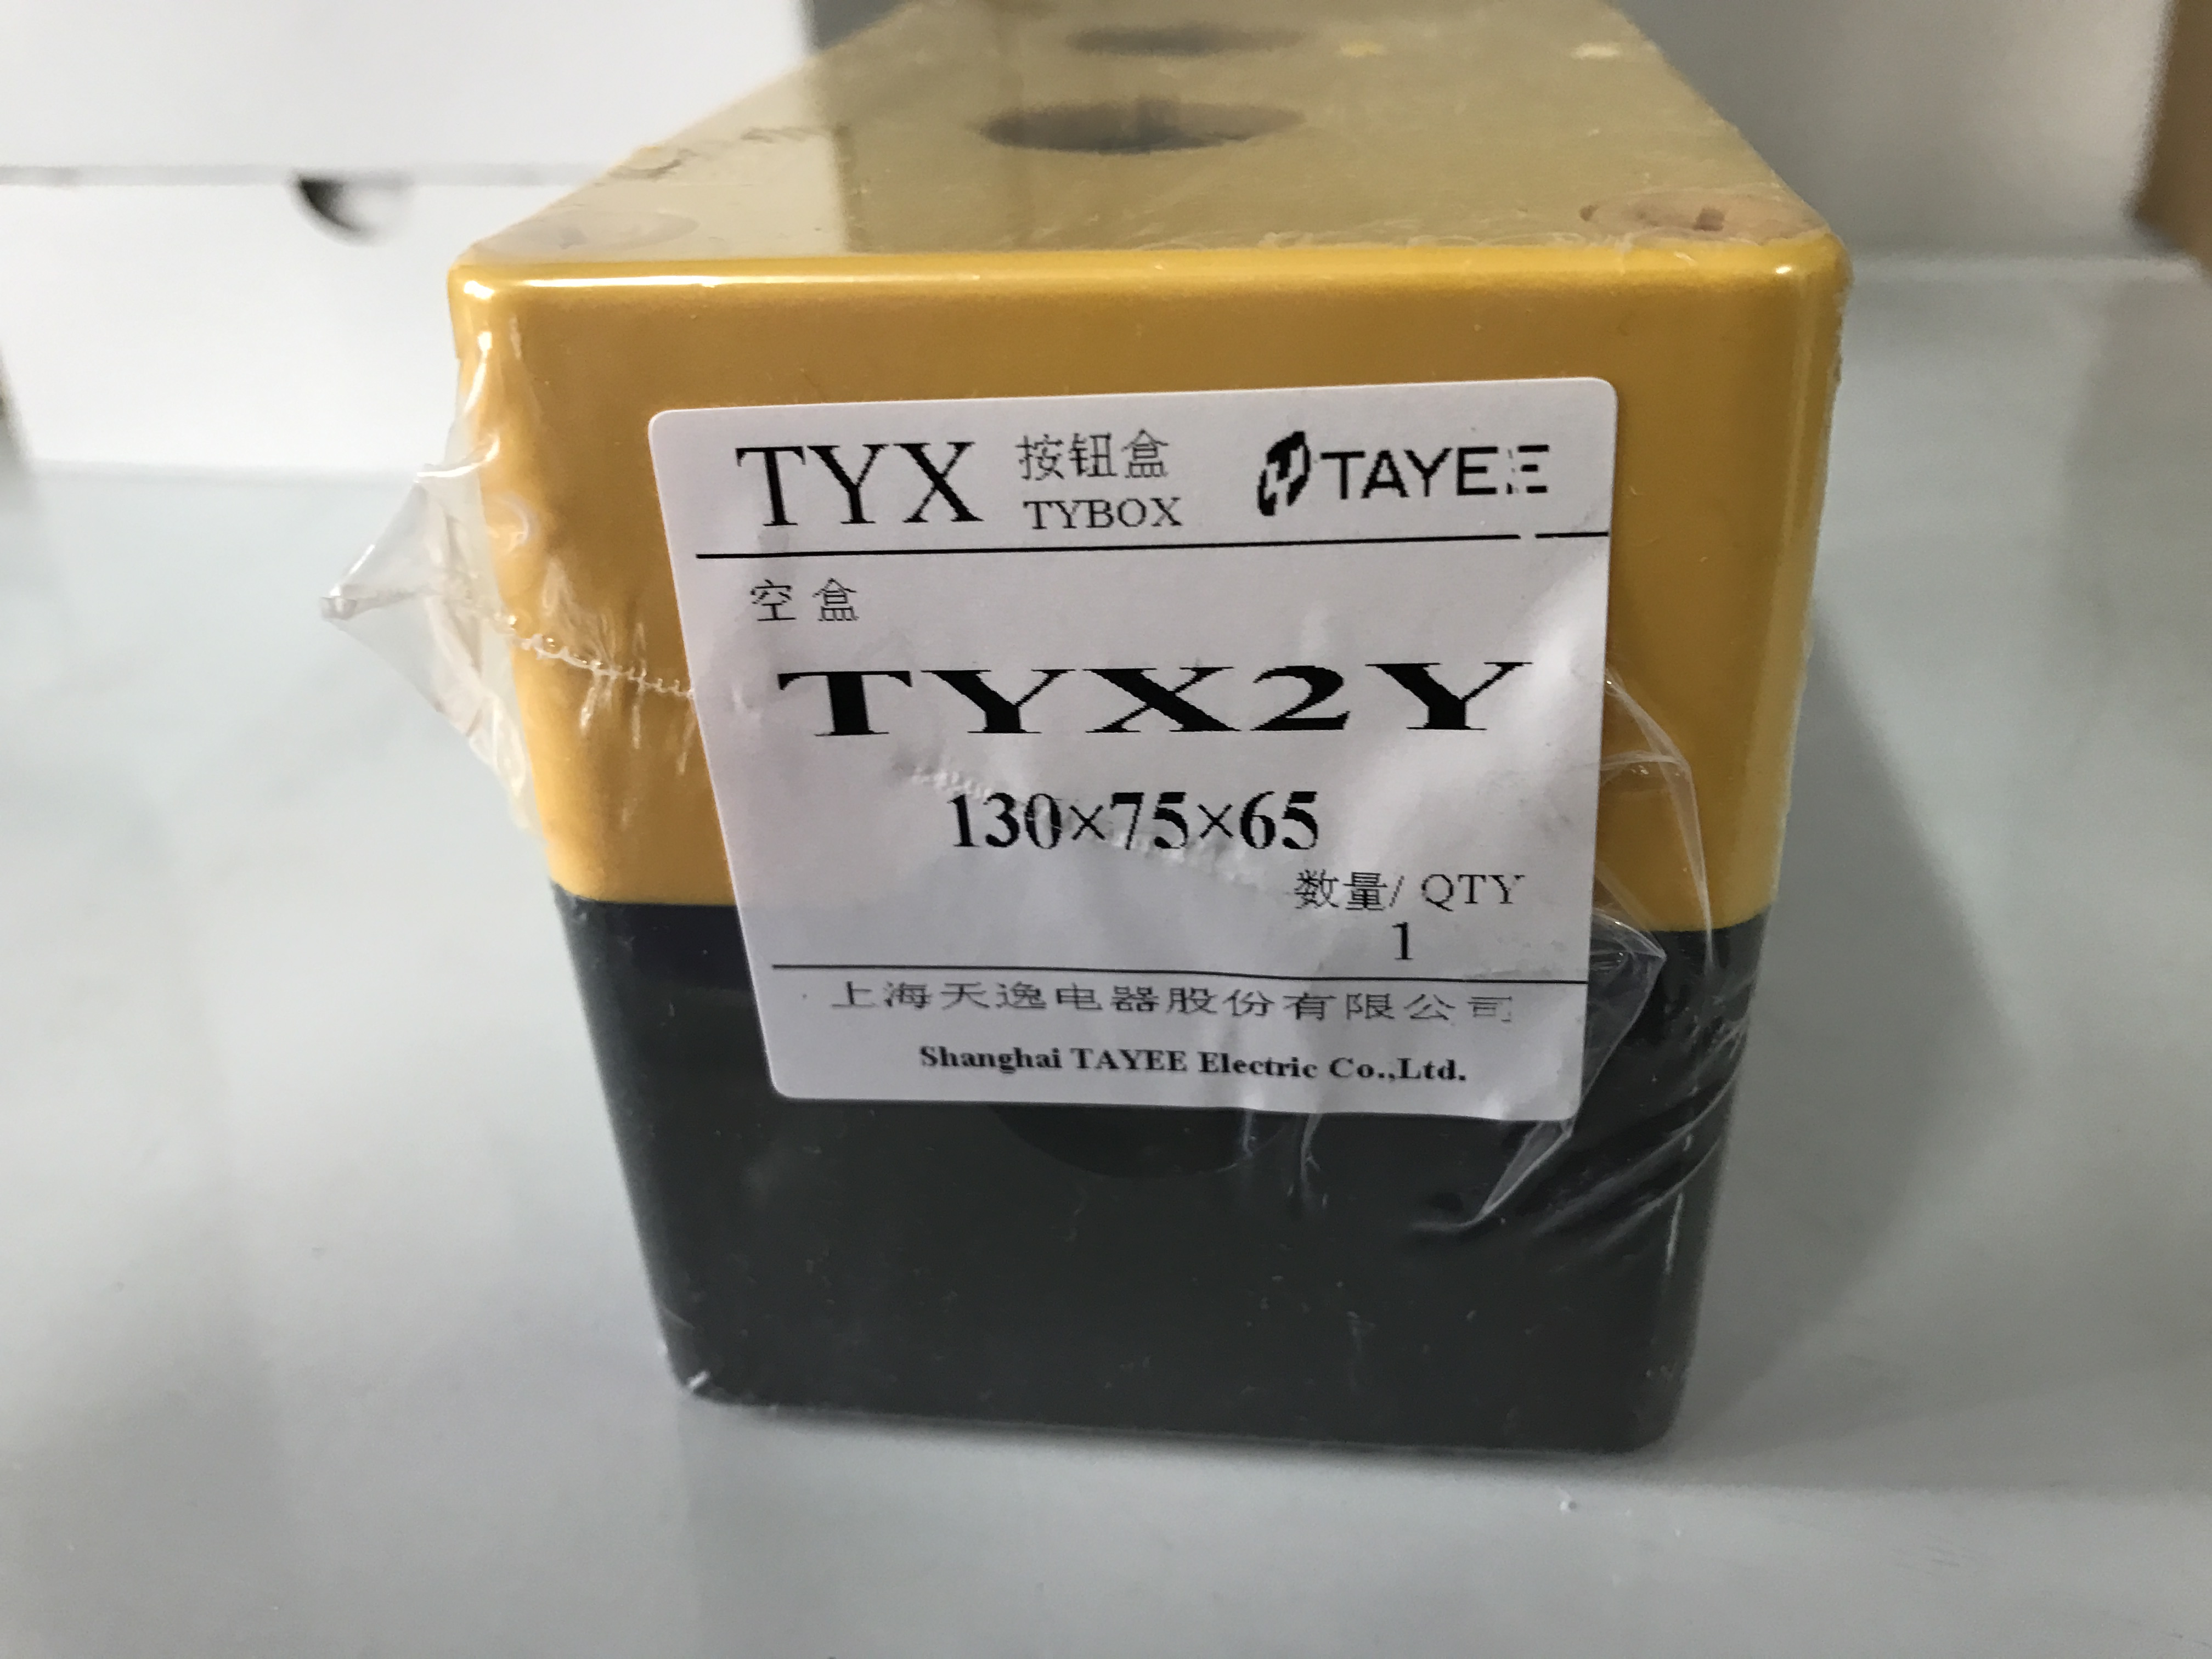 TYX 按钮盒 TAYEE
TYBOX
空盒
TYX2Y
130×75×65
数量/ QTY
1
上海天逸电器股份有限公司
Shanghai TAYEE Electric Co.,Ltd.